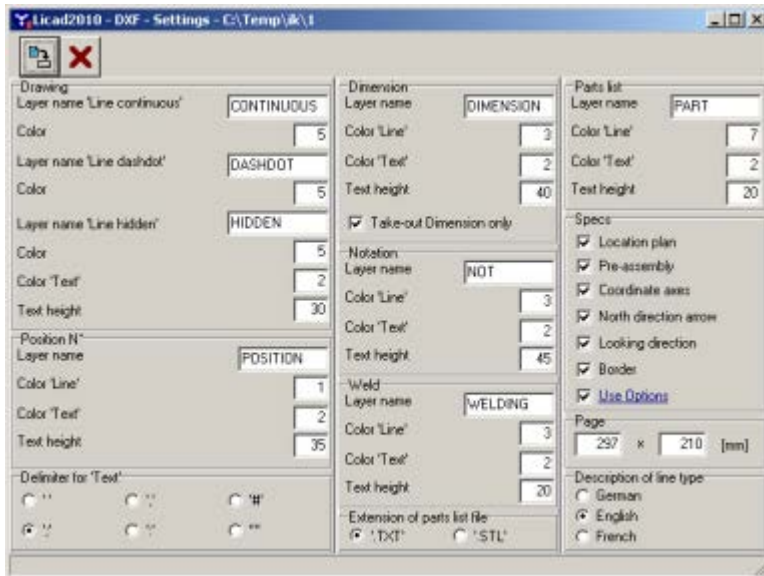 Licad2010 - DXF - Settings - C:\Temp\ik\1
Drawing
Layer name 'Line continuous' CONTINUOUS
Color 5
Layer name 'Line dashdot' DASHDOT
Color 5
Layer name 'Line hidden' HIDDEN
Color 5
Color 'Text' 2
Text height 30
Position N°
Layer name POSITION
Color 'Line' 1
Color 'Text' 2
Text height 35
Delimiter for 'Text'
'#'
Dimension
Layer name DIMENSION
Color 'Line' 3
Color 'Text' 2
Text height 40
Take-out Dimension only
Notation
Layer name NOT
Color 'Line' 3
Color 'Text' 2
Text height 45
Weld
Layer name WELDING
Color 'Line' 3
Color 'Text' 2
Text height 20
Extension of parts list file
'.TXT' '.STL'
Parts list
Layer name PART
Color 'Line' 7
Color 'Text' 2
Text height 20
Specs
Location plan
Pre-assembly
Coordinate axes
North direction arrow
Looking direction
Border
Use Options
Page
297 x 210 [mm]
Description of line type
German
English
French